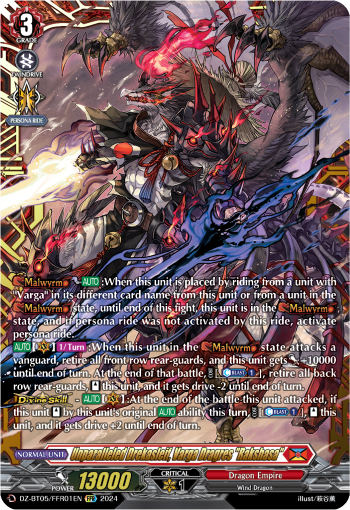 3
GRADE
TWINDRIVE
PERSONA RIDE
Malwyrm AUTO :When this unit is placed by riding from a unit with
"Varga" in its different card name from this unit or from a unit in the
Malwyrm state, until end of this fight, this unit is in the Malwyrm
state, and if persona ride was not activated by this ride, activate
persona ride.
AUTO 1/Turn :When this unit in the Malwyrm state attacks a
vanguard, retire all front row rear-guards, and this unit gets +10000
until end of turn. At the end of that battle, [ BLAST 1 ], retire all back
row rear-guards, this unit, and it gets drive -2 until end of turn.
Divine Skill - AUTO :At the end of the battle this unit attacked, if
this unit by this unit's original AUTO ability this turn, [ BLAST 1 ], this
unit, and it gets drive +2 until end of turn.
NORMAL UNIT Varga Dragres "Rakshasa"
POWER 13000 CRITICAL 1 Dragon Empire
Wind Dragon
DZ-BT05/FFR01EN FFR 2024 illust/萩谷薫